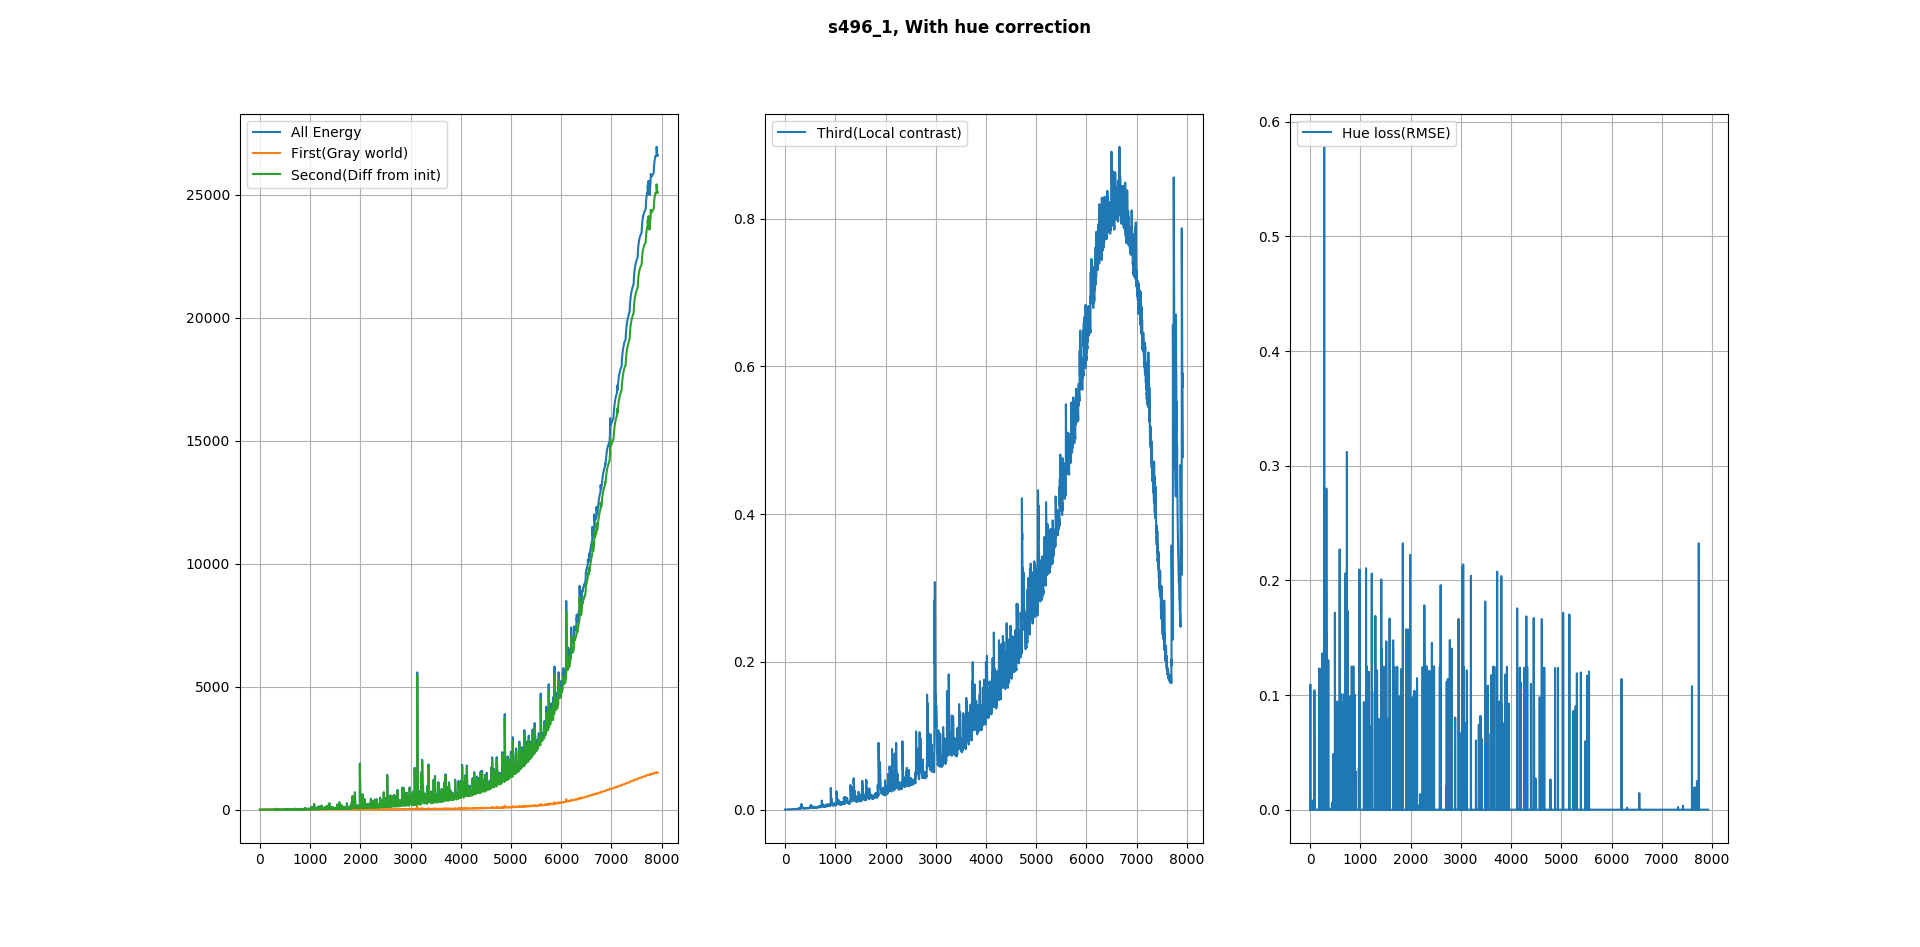 s496_1, With hue correction
All Energy
First(Gray world)
Second(Diff from init)
0
5000
10000
15000
20000
25000
0 1000 2000 3000 4000 5000 6000 7000 8000
Third(Local contrast)
0.0
0.2
0.4
0.6
0.8
0 1000 2000 3000 4000 5000 6000 7000 8000
Hue loss(RMSE)
0.0
0.1
0.2
0.3
0.4
0.5
0.6
0 1000 2000 3000 4000 5000 6000 7000 8000